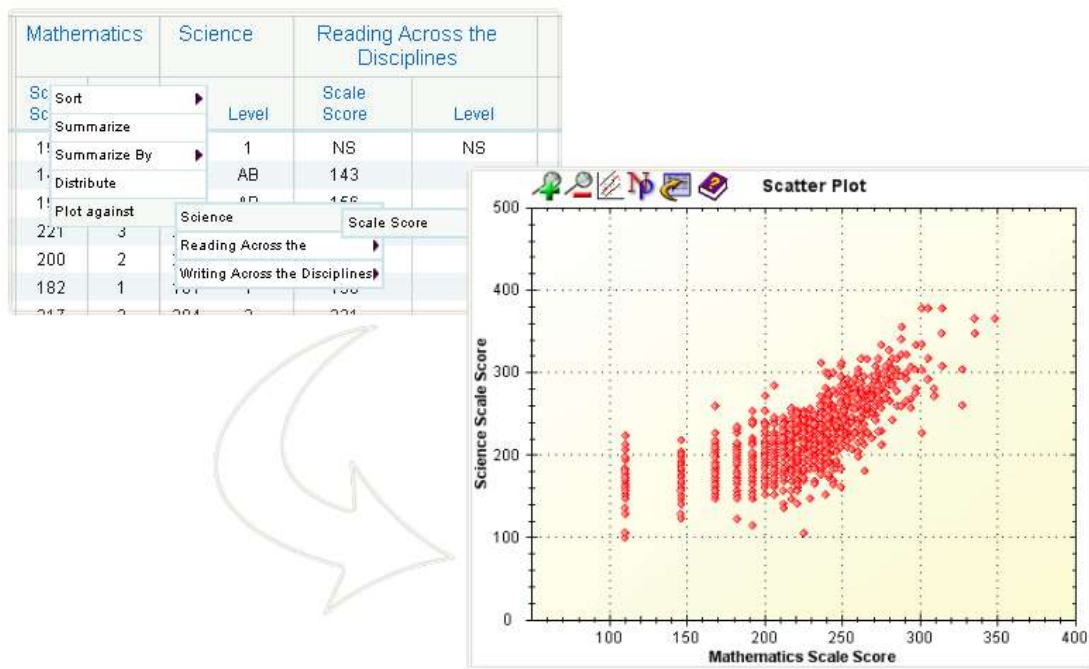 Mathematics Science Reading Across the
Disciplines
Sc Scale
Sc Level Score Level
Sort
Summarize
Summarize By
Distribute
Plot against
1 NS NS
AB 143
221 3
200 2
182 1
Science
Reading Across the
Writing Across the Disciplines
Scale Score
Scatter Plot
500
400
300
200
100
0
Science Scale Score
100 150 200 250 300 350 400
Mathematics Scale Score